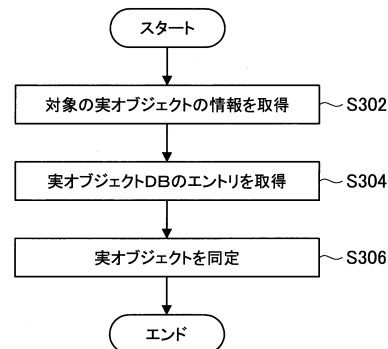 スタート
対象の実オブジェクトの情報を取得
S302
実オブジェクトDBのエントリを取得
S304
実オブジェクトを同定
S306
エンド